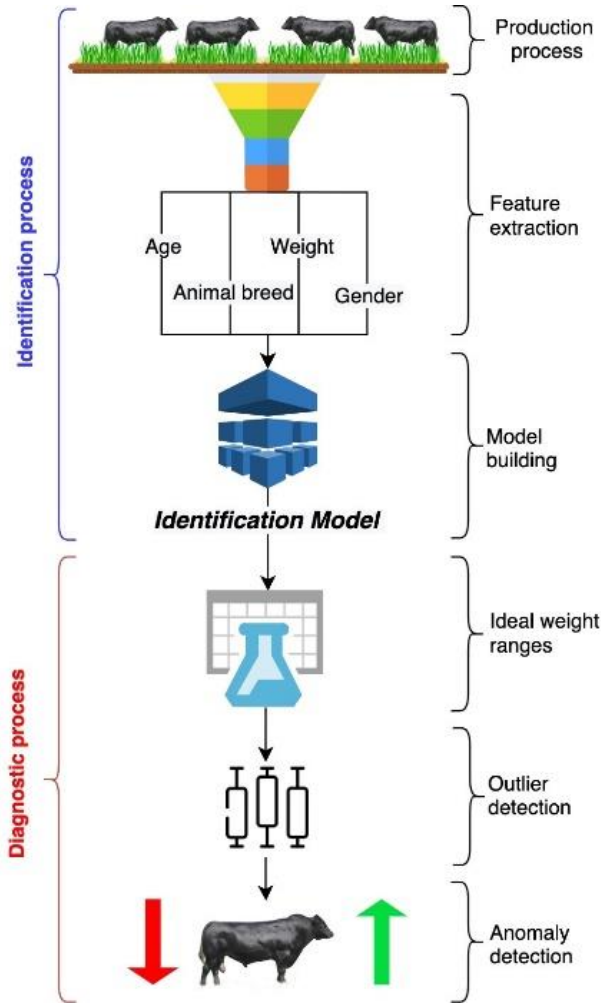 Production
process
Identification process
Feature
extraction
Age
Weight
Animal breed
Gender
Model
building
Identification Model
Diagnostic process
Ideal weight
ranges
Outlier
detection
Anomaly
detection